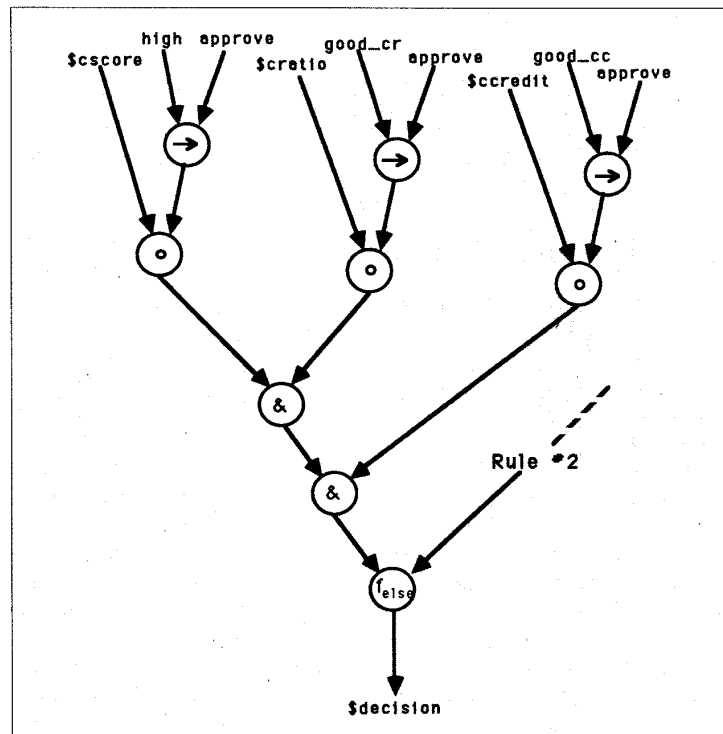 high approve
$cscore
good_cr
$cratio approve
good_cc
$ccredit approve
→
→
→
o
o
o
&
&
Rule #2
f else
$decision